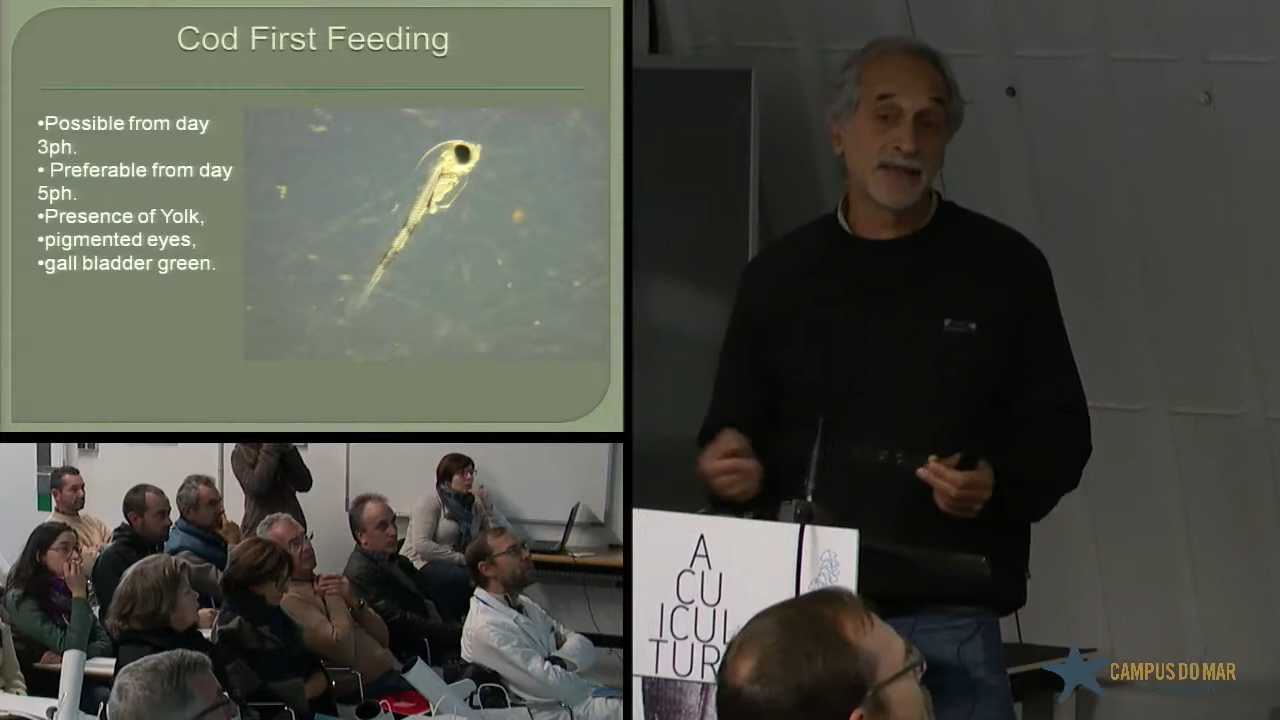 Cod First Feeding
•Possible from day
3ph.
• Preferable from day
5ph.
•Presence of Yolk,
•pigmented eyes,
•gall bladder green.
A
CU
ICUL
TUR
CAMPUS DO MAR